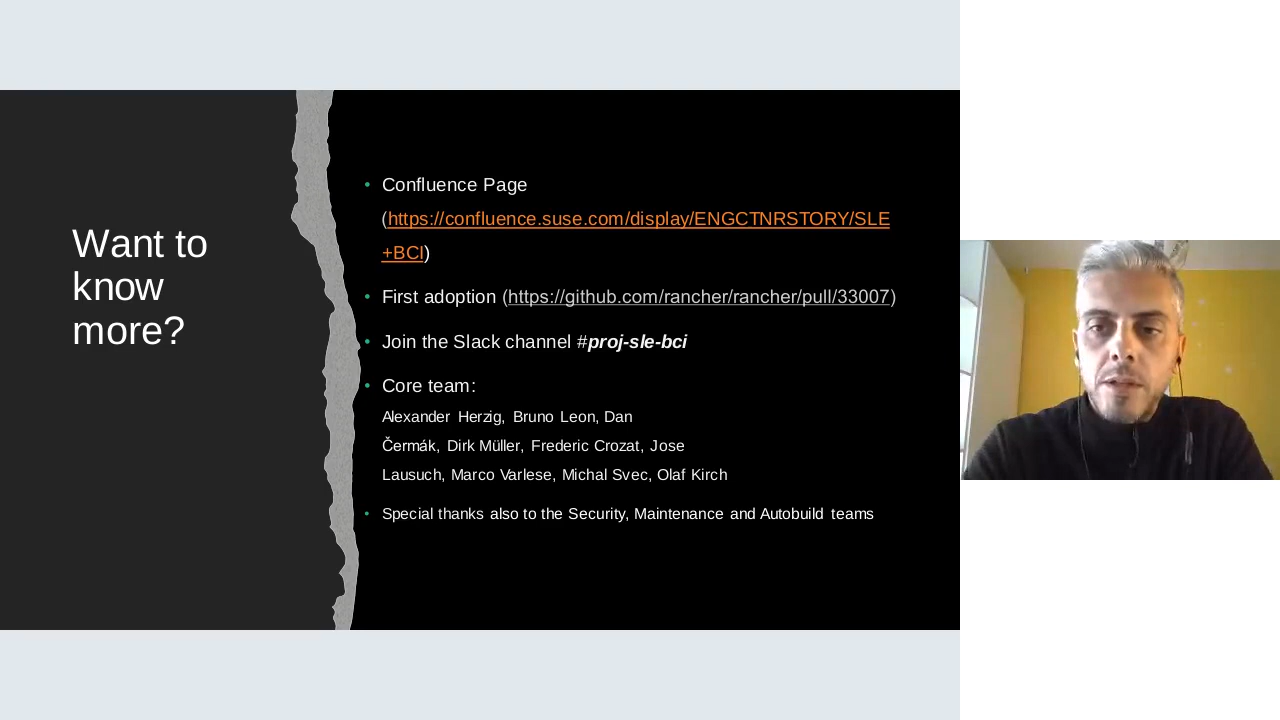 Want to
know
more?
• Confluence Page
(https://confluence.suse.com/display/ENGCTNRSTORY/SLE
+BCI)
• First adoption (https://github.com/rancher/rancher/pull/33007)
• Join the Slack channel #proj-sle-bci
• Core team:
Alexander Herzig, Bruno Leon, Dan
Čermák, Dirk Müller, Frederic Crozat, Jose
Lausuch, Marco Varlese, Michal Svec, Olaf Kirch
• Special thanks also to the Security, Maintenance and Autobuild teams